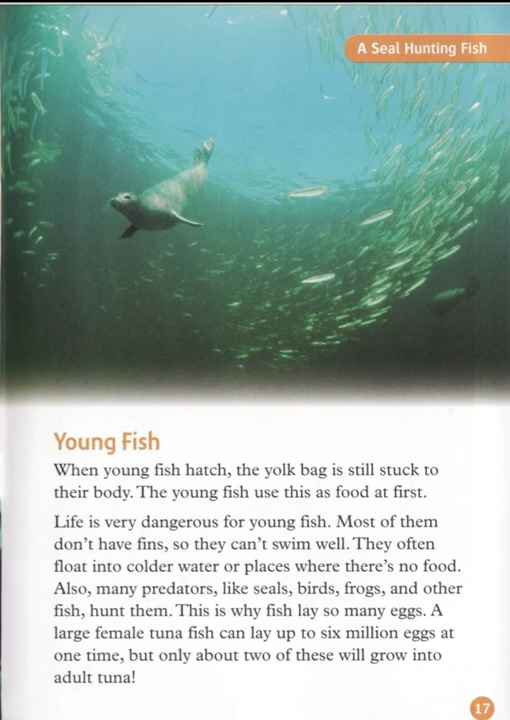 A Seal Hunting Fish
Young Fish
When young fish hatch, the yolk bag is still stuck to
their body. The young fish use this as food at first.
Life is very dangerous for young fish. Most of them
don't have fins, so they can't swim well. They often
float into colder water or places where there's no food.
Also, many predators, like seals, birds, frogs, and other
fish, hunt them. This is why fish lay so many eggs. A
large female tuna fish can lay up to six million eggs at
one time, but only about two of these will grow into
adult tuna!
17